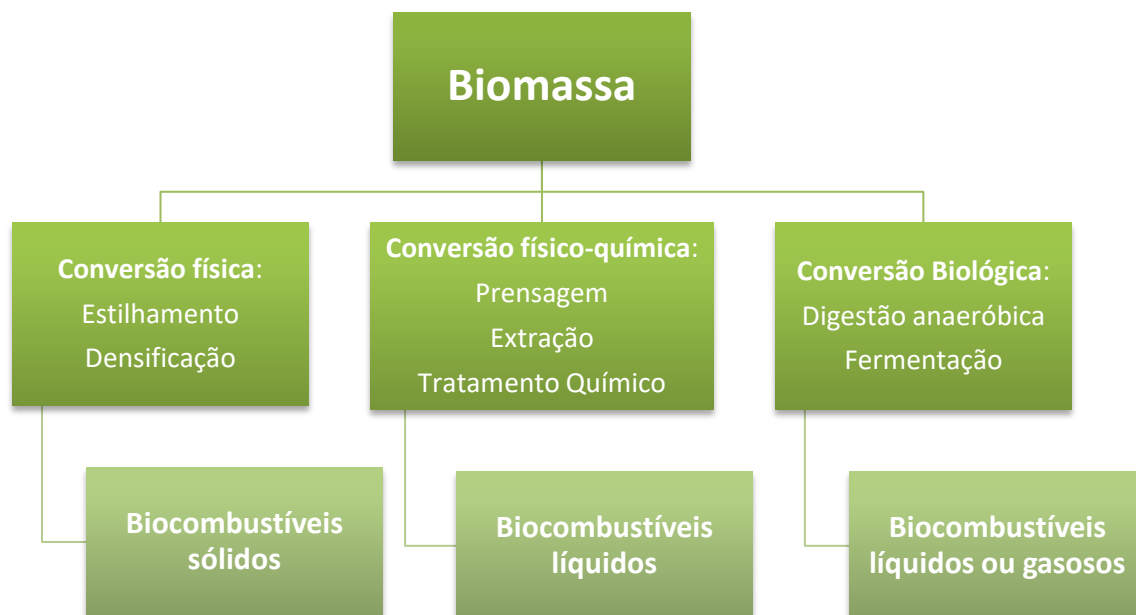 Biomassa
Conversão física:
Estilhamento
Densificação
Conversão físico-química:
Prensagem
Extração
Tratamento Químico
Conversão Biológica:
Digestão anaeróbica
Fermentação
Biocombustíveis
sólidos
Biocombustíveis
líquidos
Biocombustíveis
líquidos ou gasosos